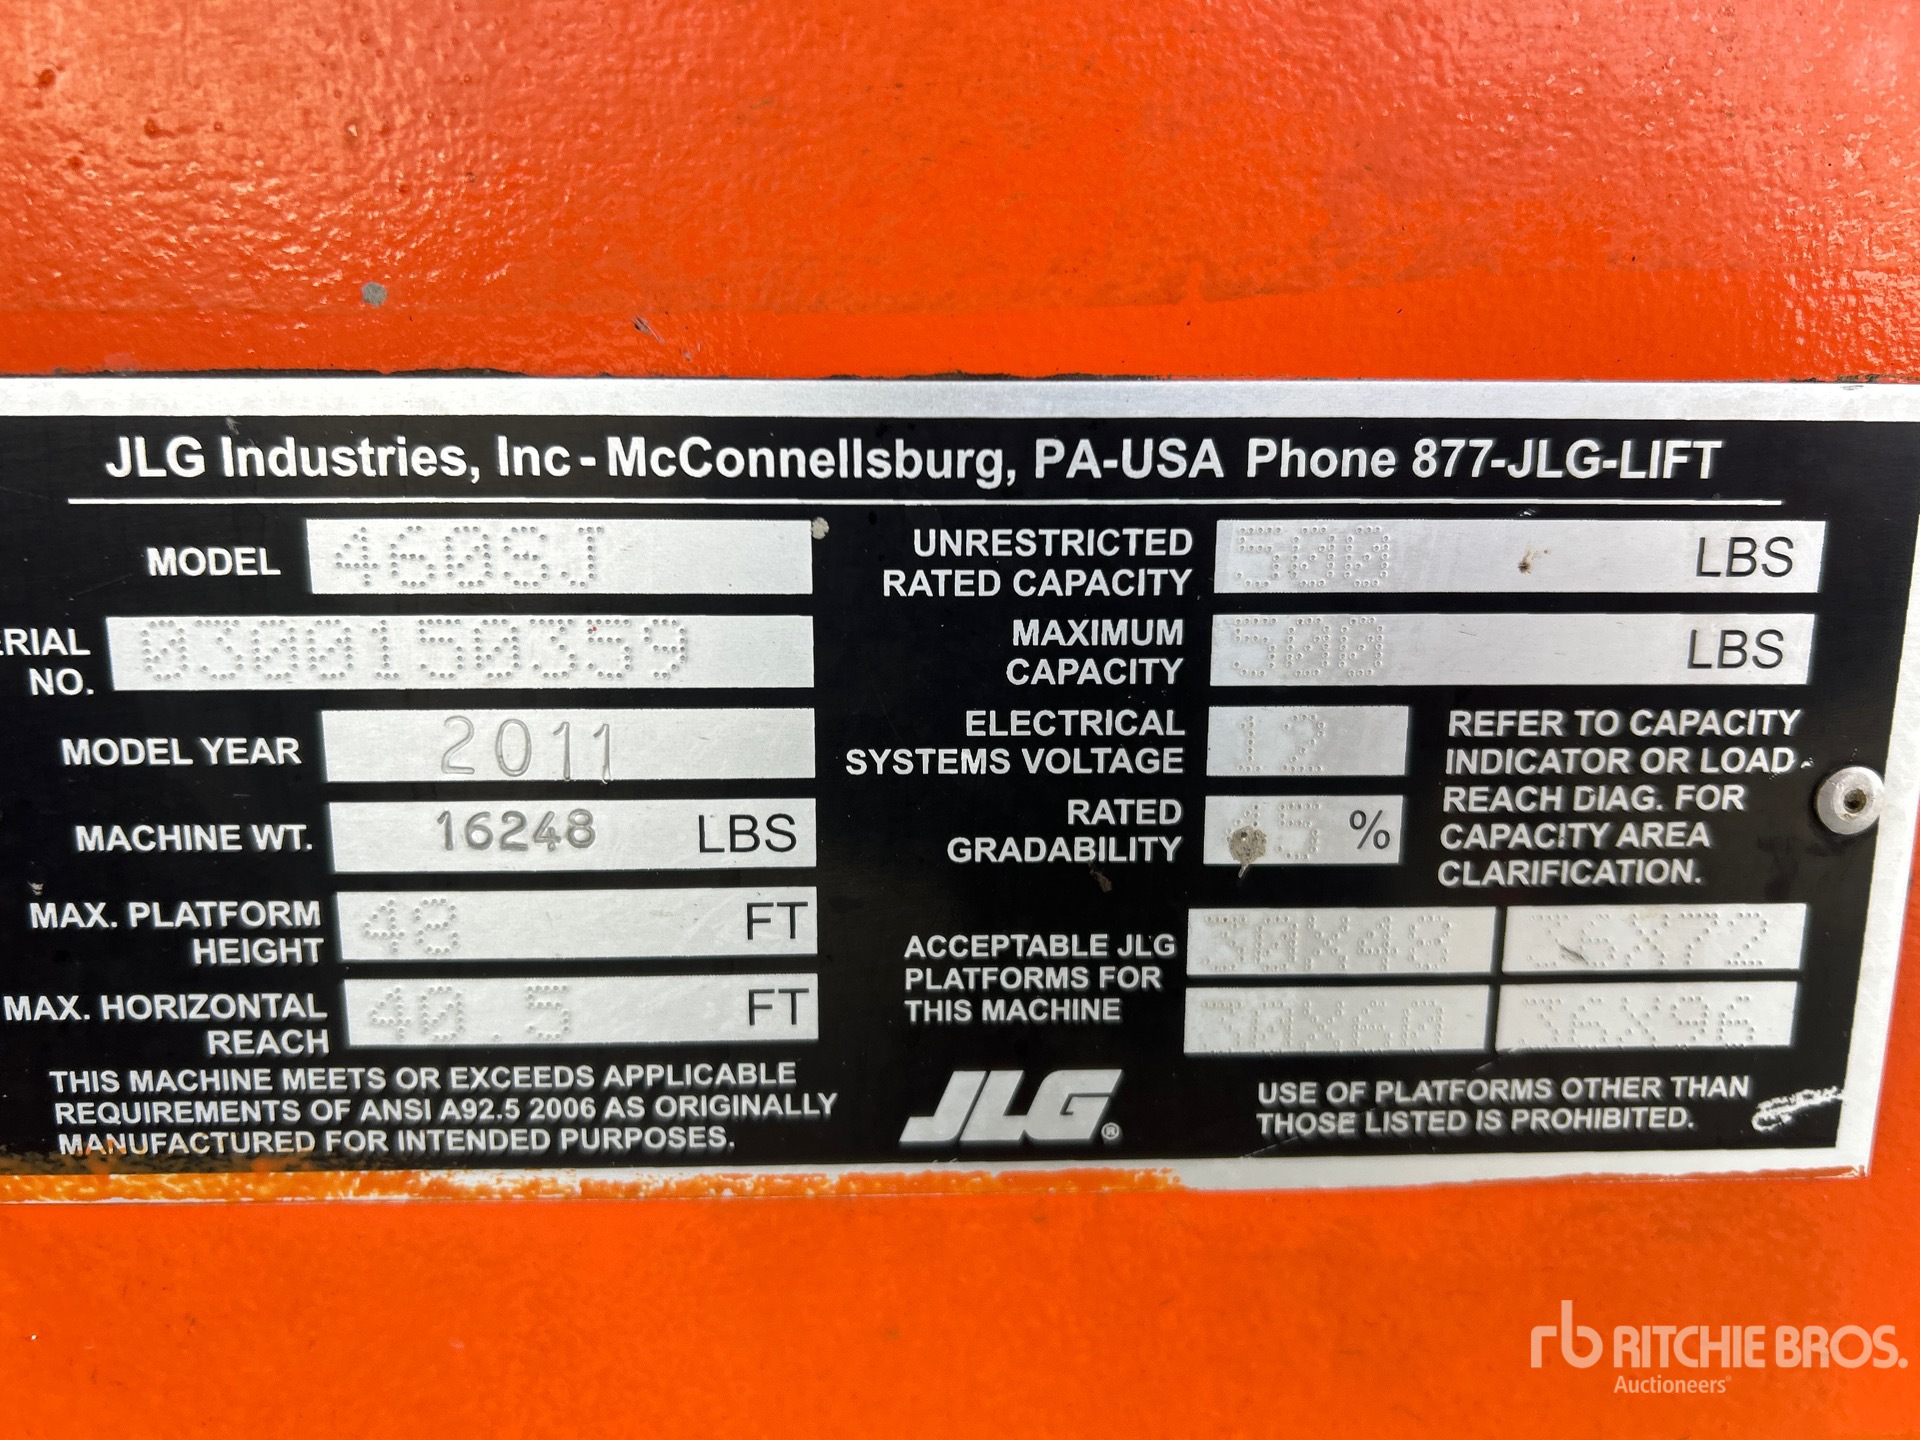 JLG Industries, Inc - McConnellsburg, PA-USA Phone 877-JLG-LIFT
MODEL 460SJ
ERIAL
NO. 0300150359
MODEL YEAR 2011
MACHINE WT. 16248 LBS
MAX. PLATFORM
HEIGHT 48 FT
MAX. HORIZONTAL
REACH 40.5 FT
THIS MACHINE MEETS OR EXCEEDS APPLICABLE
REQUIREMENTS OF ANSI A92.5 2006 AS ORIGINALLY
MANUFACTURED FOR INTENDED PURPOSES.
UNRESTRICTED
RATED CAPACITY 500 LBS
MAXIMUM
CAPACITY 500 LBS
ELECTRICAL
SYSTEMS VOLTAGE 12
RATED
GRADABILITY 45 %
REFER TO CAPACITY
INDICATOR OR LOAD
REACH DIAG. FOR
CAPACITY AREA
CLARIFICATION.
ACCEPTABLE JLG
PLATFORMS FOR
THIS MACHINE
30X48 36X72
30X60 36X96
JLG®
USE OF PLATFORMS OTHER THAN
THOSE LISTED IS PROHIBITED.
rb RITCHIE BROS.
Auctioneers